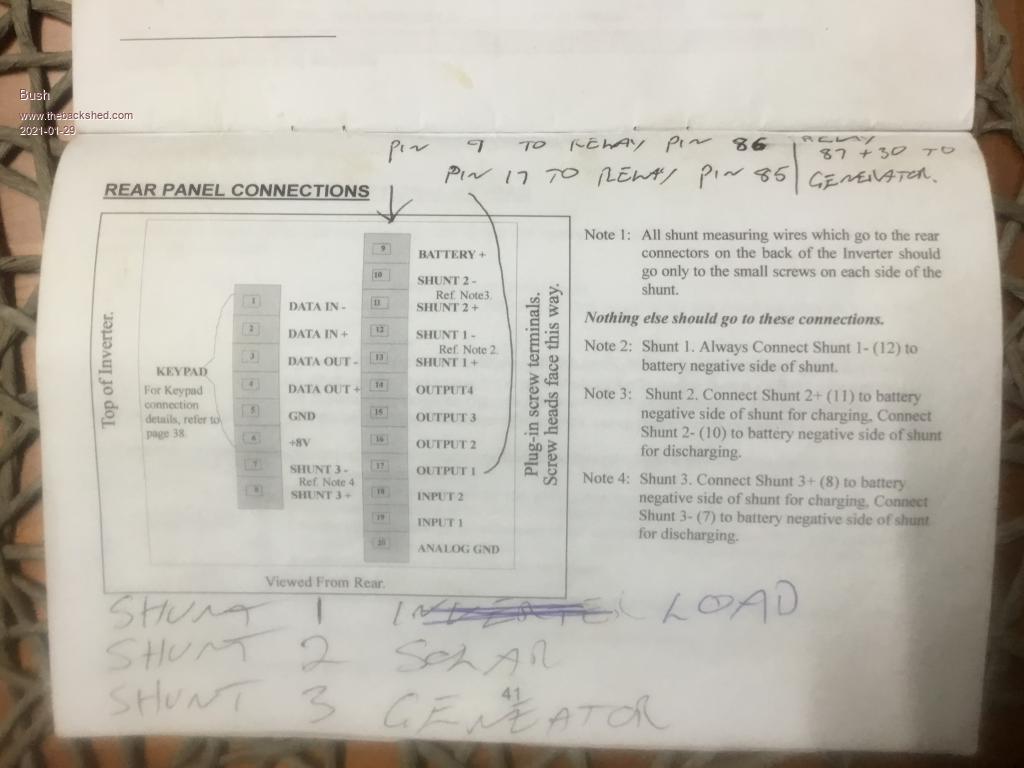 Bush
www.thebackshed.com
2021-01-29
PIN 9 TO RELAY PIN 86
PIN 17 TO RELAY PIN 85
RELAY
87 + 30 TO
GENERATOR.
REAR PANEL CONNECTIONS
Top of Inverter.
KEYPAD
For Keypad
connection
details, refer to
page 38.
1 DATA IN -
2 DATA IN +
3 DATA OUT -
4 DATA OUT +
5 GND
6 +8V
7 SHUNT 3 -
Ref. Note 4
8 SHUNT 3 +
9 BATTERY +
10 SHUNT 2 -
Ref. Note3.
11 SHUNT 2 +
12 SHUNT 1 -
Ref. Note 2.
13 SHUNT 1 +
14 OUTPUT4
15 OUTPUT 3
16 OUTPUT 2
17 OUTPUT 1
18 INPUT 2
19 INPUT 1
20 ANALOG GND
Plug-in screw terminals.
Screw heads face this way.
Viewed From Rear.
Note 1: All shunt measuring wires which go to the rear
connectors on the back of the Inverter should
go only to the small screws on each side of the
shunt.
Nothing else should go to these connections.
Note 2: Shunt 1. Always Connect Shunt 1- (12) to
battery negative side of shunt.
Note 3: Shunt 2. Connect Shunt 2+ (11) to battery
negative side of shunt for charging, Connect
Shunt 2- (10) to battery negative side of shunt
for discharging.
Note 4: Shunt 3. Connect Shunt 3+ (8) to battery
negative side of shunt for charging, Connect
Shunt 3- (7) to battery negative side of shunt
for discharging.
SHUNT 1 INVERTER LOAD
SHUNT 2 SOLAR
SHUNT 3 GENEATOR
41